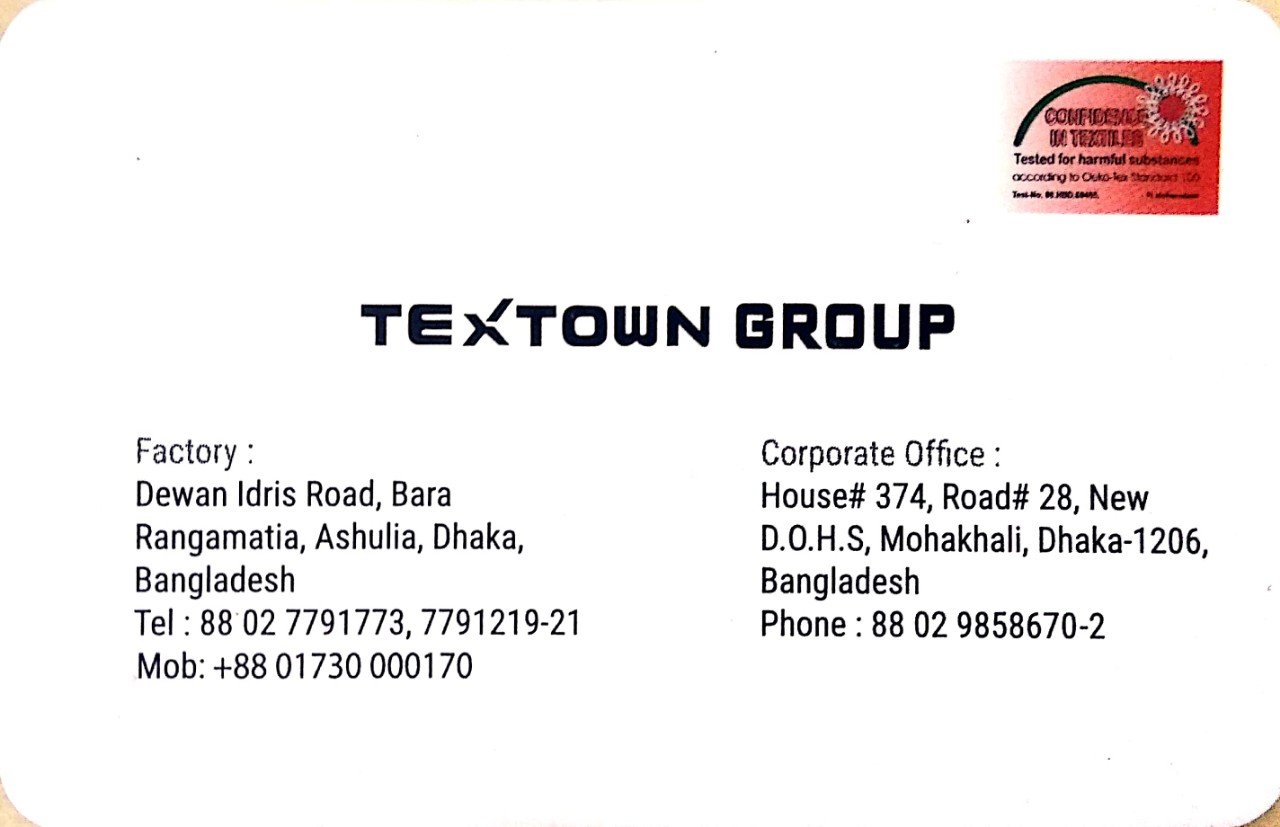 CONFIDENCE
IN TEXTILES
Tested for harmful substances
according to Oeko-Tex Standard 100
Test-No.
TEXTOWN GROUP
Factory :
Dewan Idris Road, Bara
Rangamatia, Ashulia, Dhaka,
Bangladesh
Tel : 88 02 7791773, 7791219-21
Mob: +88 01730 000170
Corporate Office :
House# 374, Road# 28, New
D.O.H.S, Mohakhali, Dhaka-1206,
Bangladesh
Phone : 88 02 9858670-2